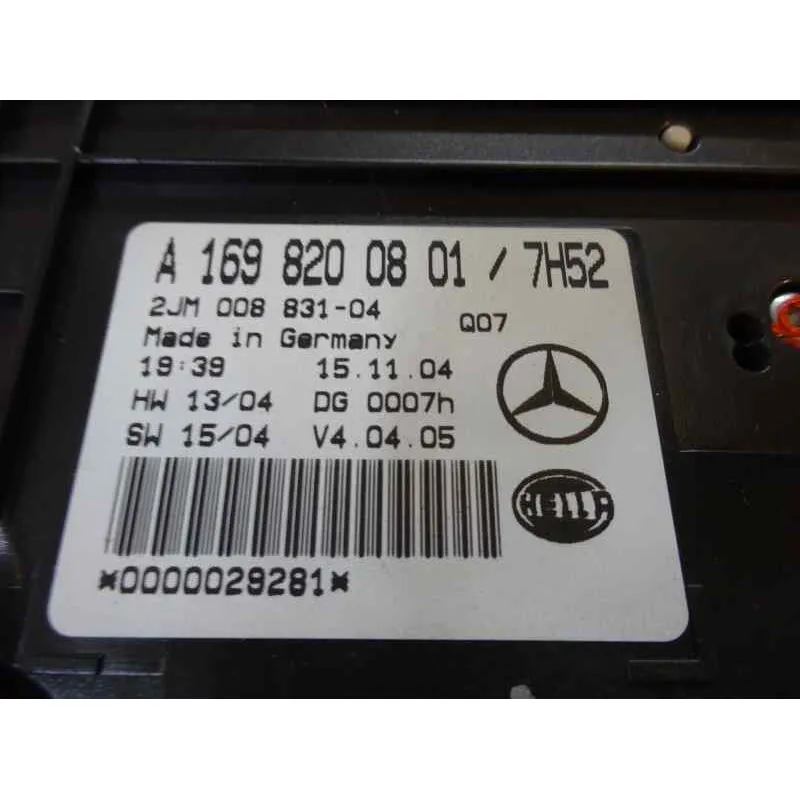 A 169 820 08 01 / 7H52
2JM 008 831-04 Q07
Made in Germany
19:39 15.11.04
HW 13/04 DG 0007h
SW 15/04 V4.04.05
HELLA
*0000029281*